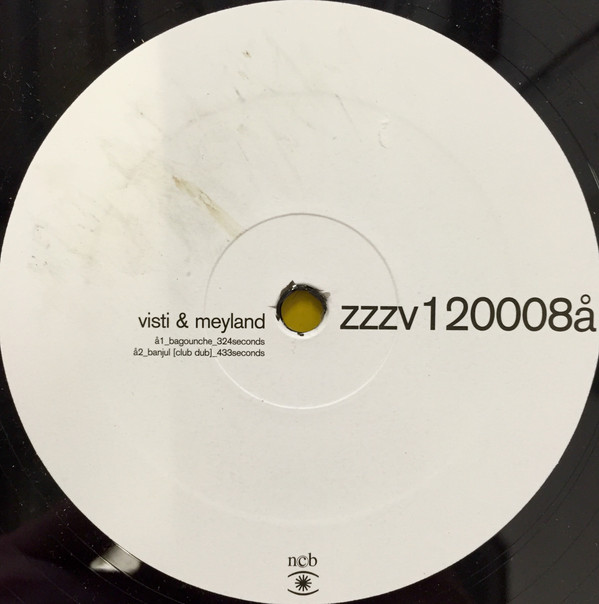 visti & meyland
zzzv120008å
å1_bagounche_324seconds
å2_banjul [club dub]_433seconds
ncb